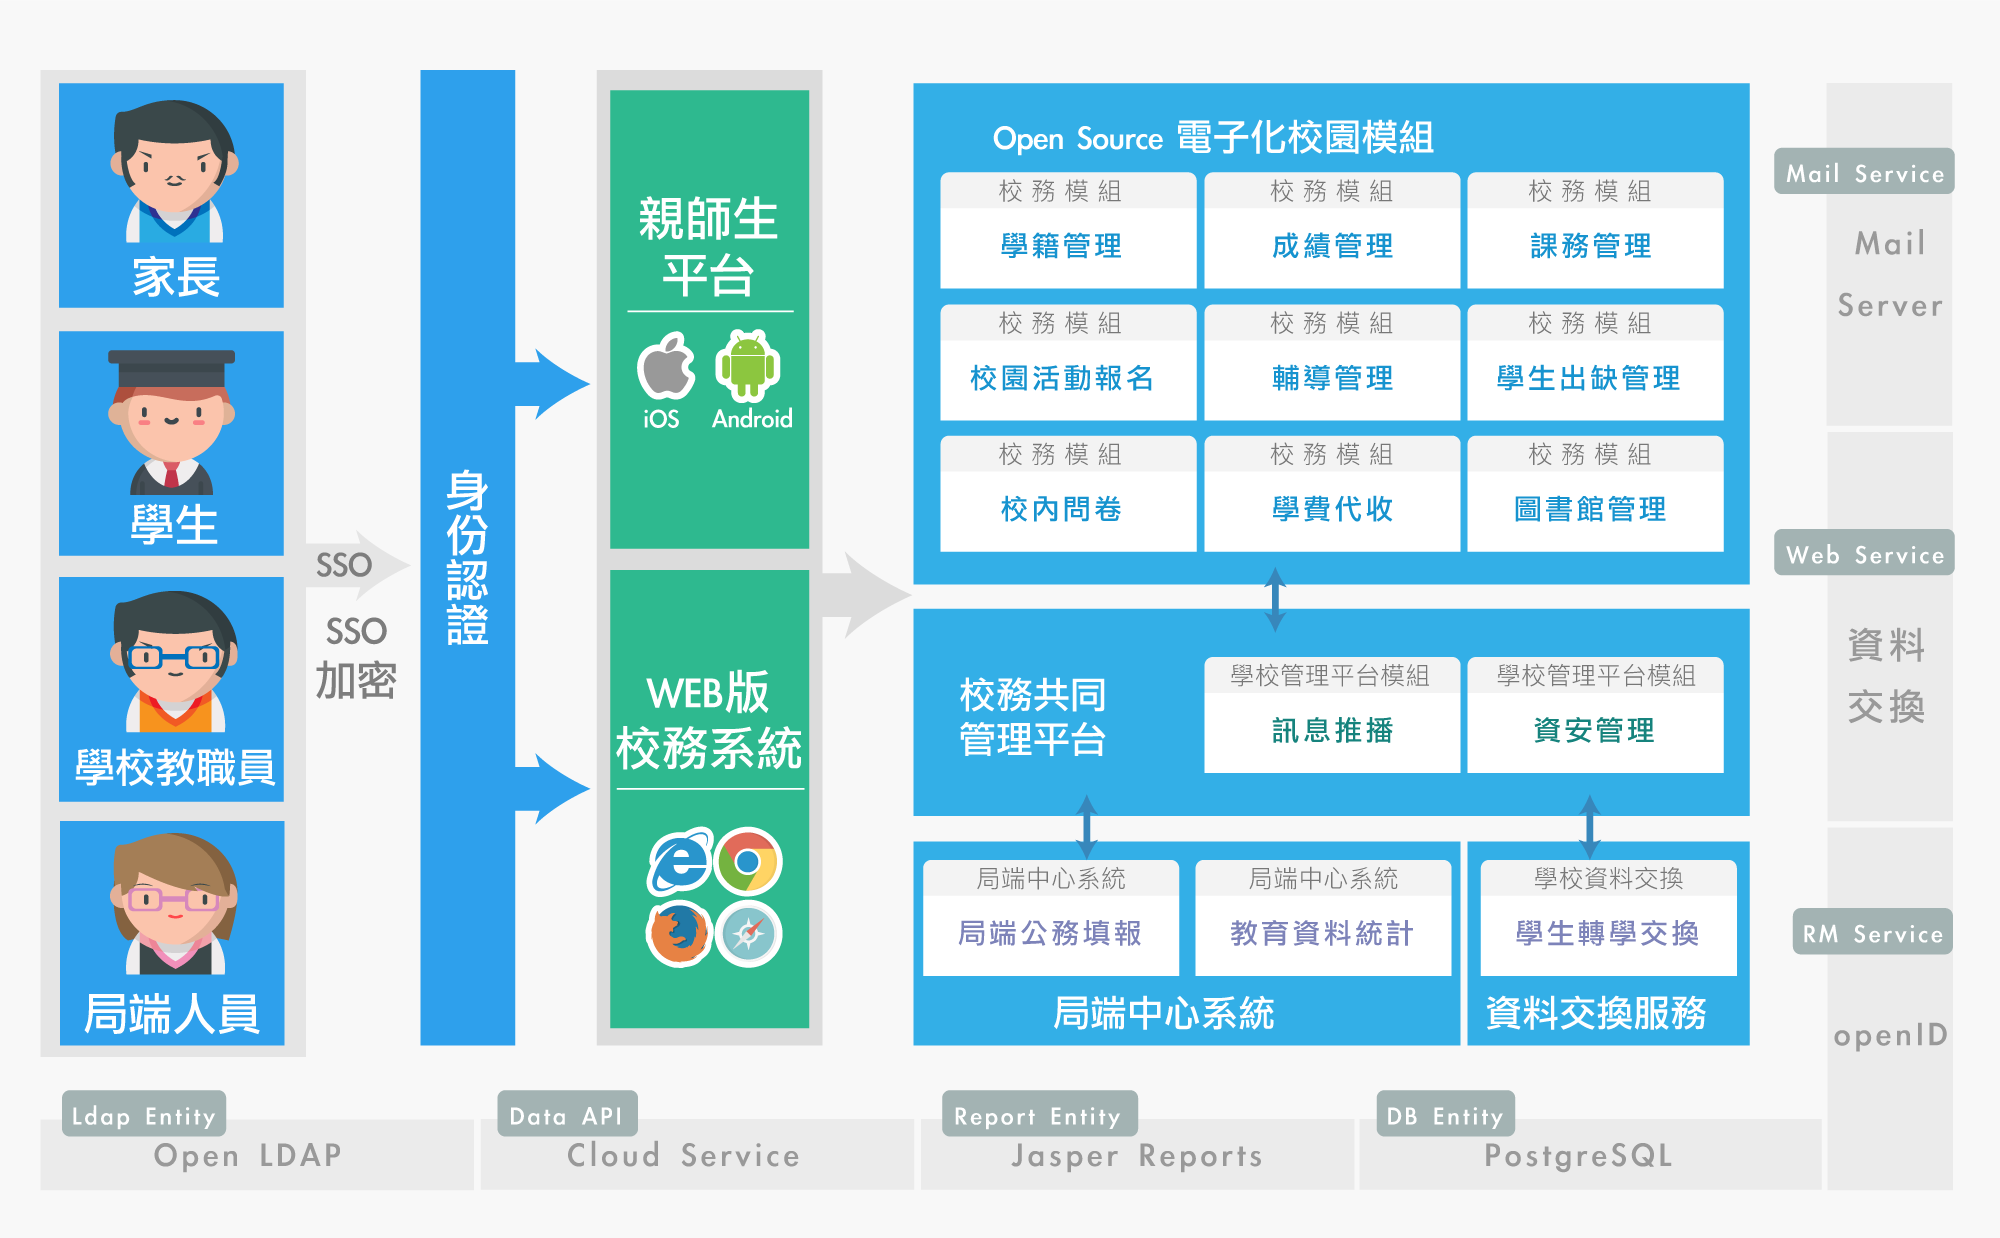 家長
學生
學校教職員
局端人員
SSO
SSO
加密
身份認證
親師生
平台
iOS
Android
WEB版
校務系統
Open Source 電子化校園模組
校務模組
學籍管理
校務模組
成績管理
校務模組
課務管理
校務模組
校園活動報名
校務模組
輔導管理
校務模組
學生出缺管理
校務模組
校內問卷
校務模組
學費代收
校務模組
圖書館管理
校務共同
管理平台
學校管理平台模組
訊息推播
學校管理平台模組
資安管理
局端中心系統
局端公務填報
局端中心系統
教育資料統計
局端中心系統
學校資料交換
學生轉學交換
資料交換服務
Mail Service
Mail
Server
Web Service
資料
交換
RM Service
openID
Ldap Entity
Open LDAP
Data API
Cloud Service
Report Entity
Jasper Reports
DB Entity
PostgreSQL